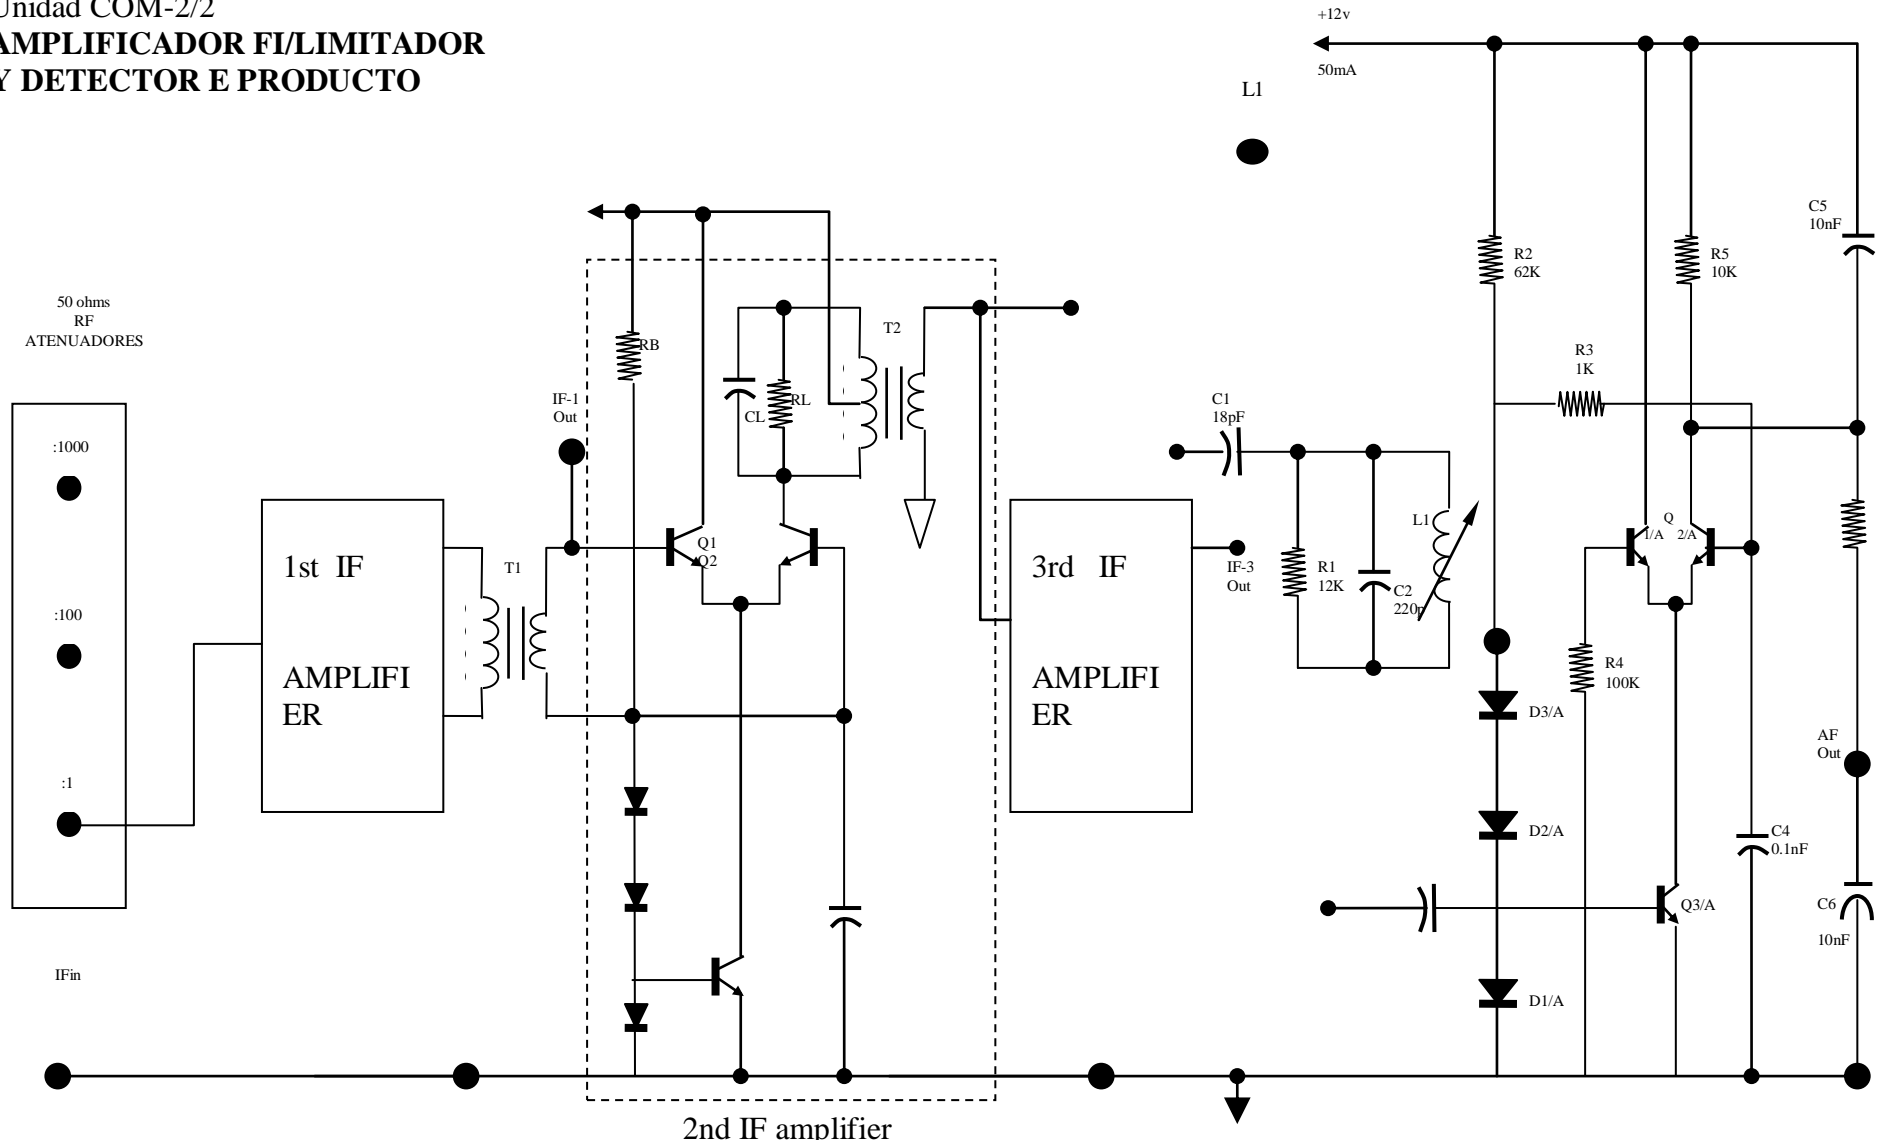 Unidad COM-2/2
AMPLIFICADOR FI/LIMITADOR
Y DETECTOR E PRODUCTO
+12v
50mA
L1
C5
10nF
R2
62K
R5
10K
50 ohms
RF
ATENUADORES
T2
RB
R3
1K
IF-1
Out
CL
RL
C1
18pF
:1000
1st IF
AMPLIFI
ER
T1
Q1
Q2
3rd IF
AMPLIFI
ER
IF-3
Out
R1
12K
C2
220p
L1
Q
1/A
2/A
:100
R4
100K
D3/A
AF
Out
:1
D2/A
C4
0.1nF
Q3/A
C6
10nF
IFin
D1/A
2nd IF amplifier